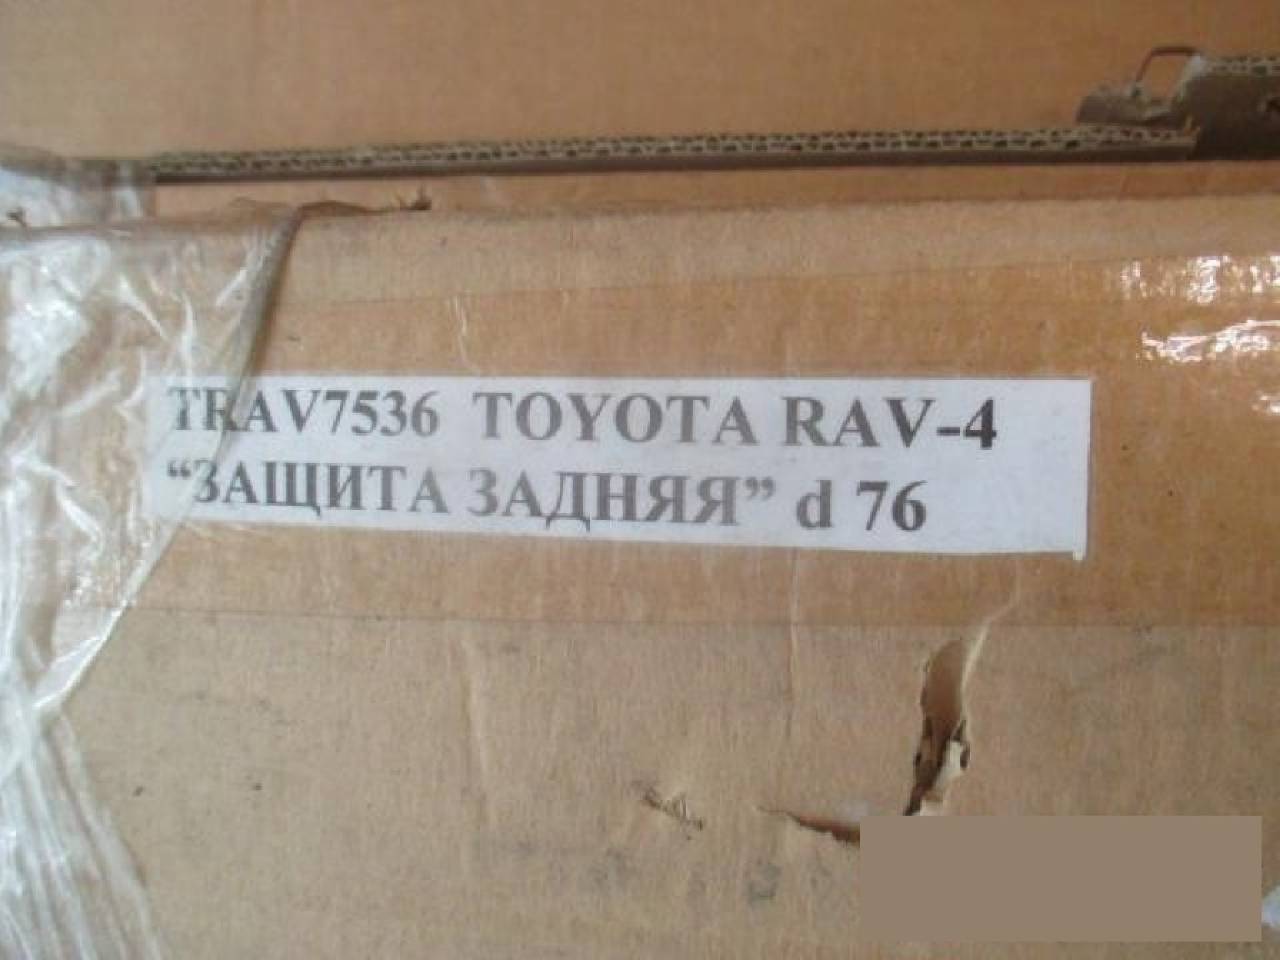 TRAV7536 TOYOTA RAV-4
“ЗАЩИТА ЗАДНЯЯ” d 76